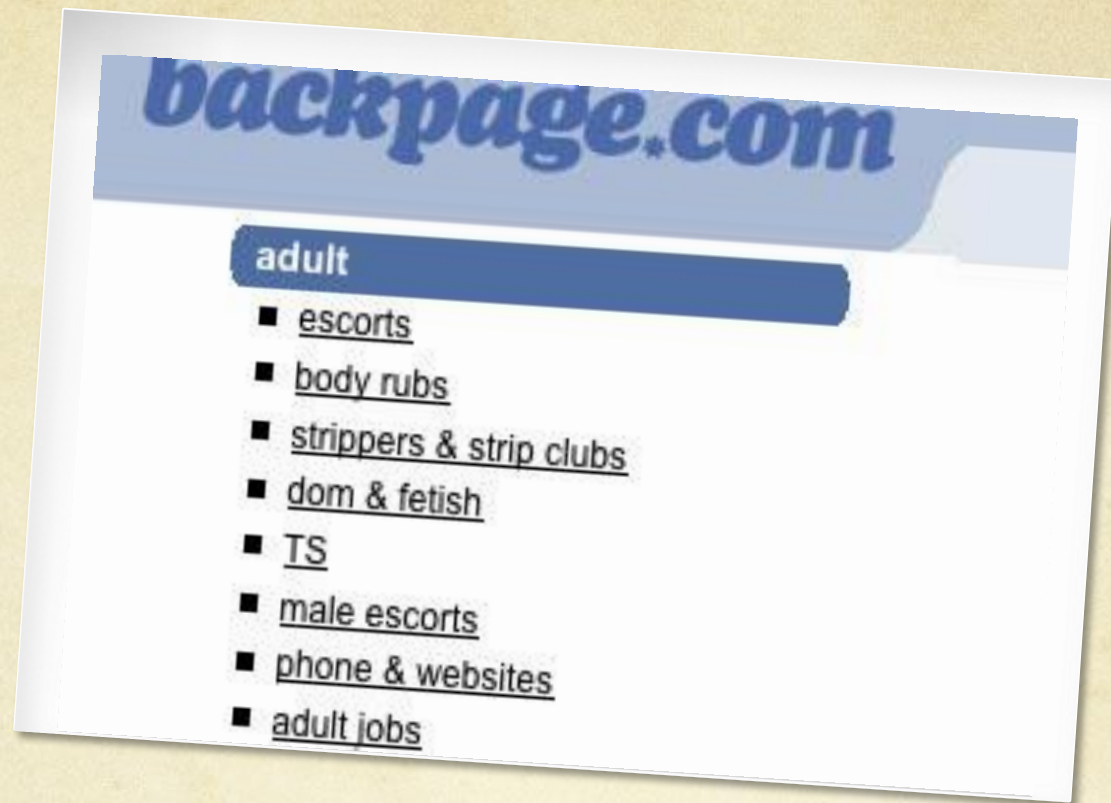 backpage.com
adult
escorts
body rubs
strippers & strip clubs
dom & fetish
TS
male escorts
phone & websites
adult jobs